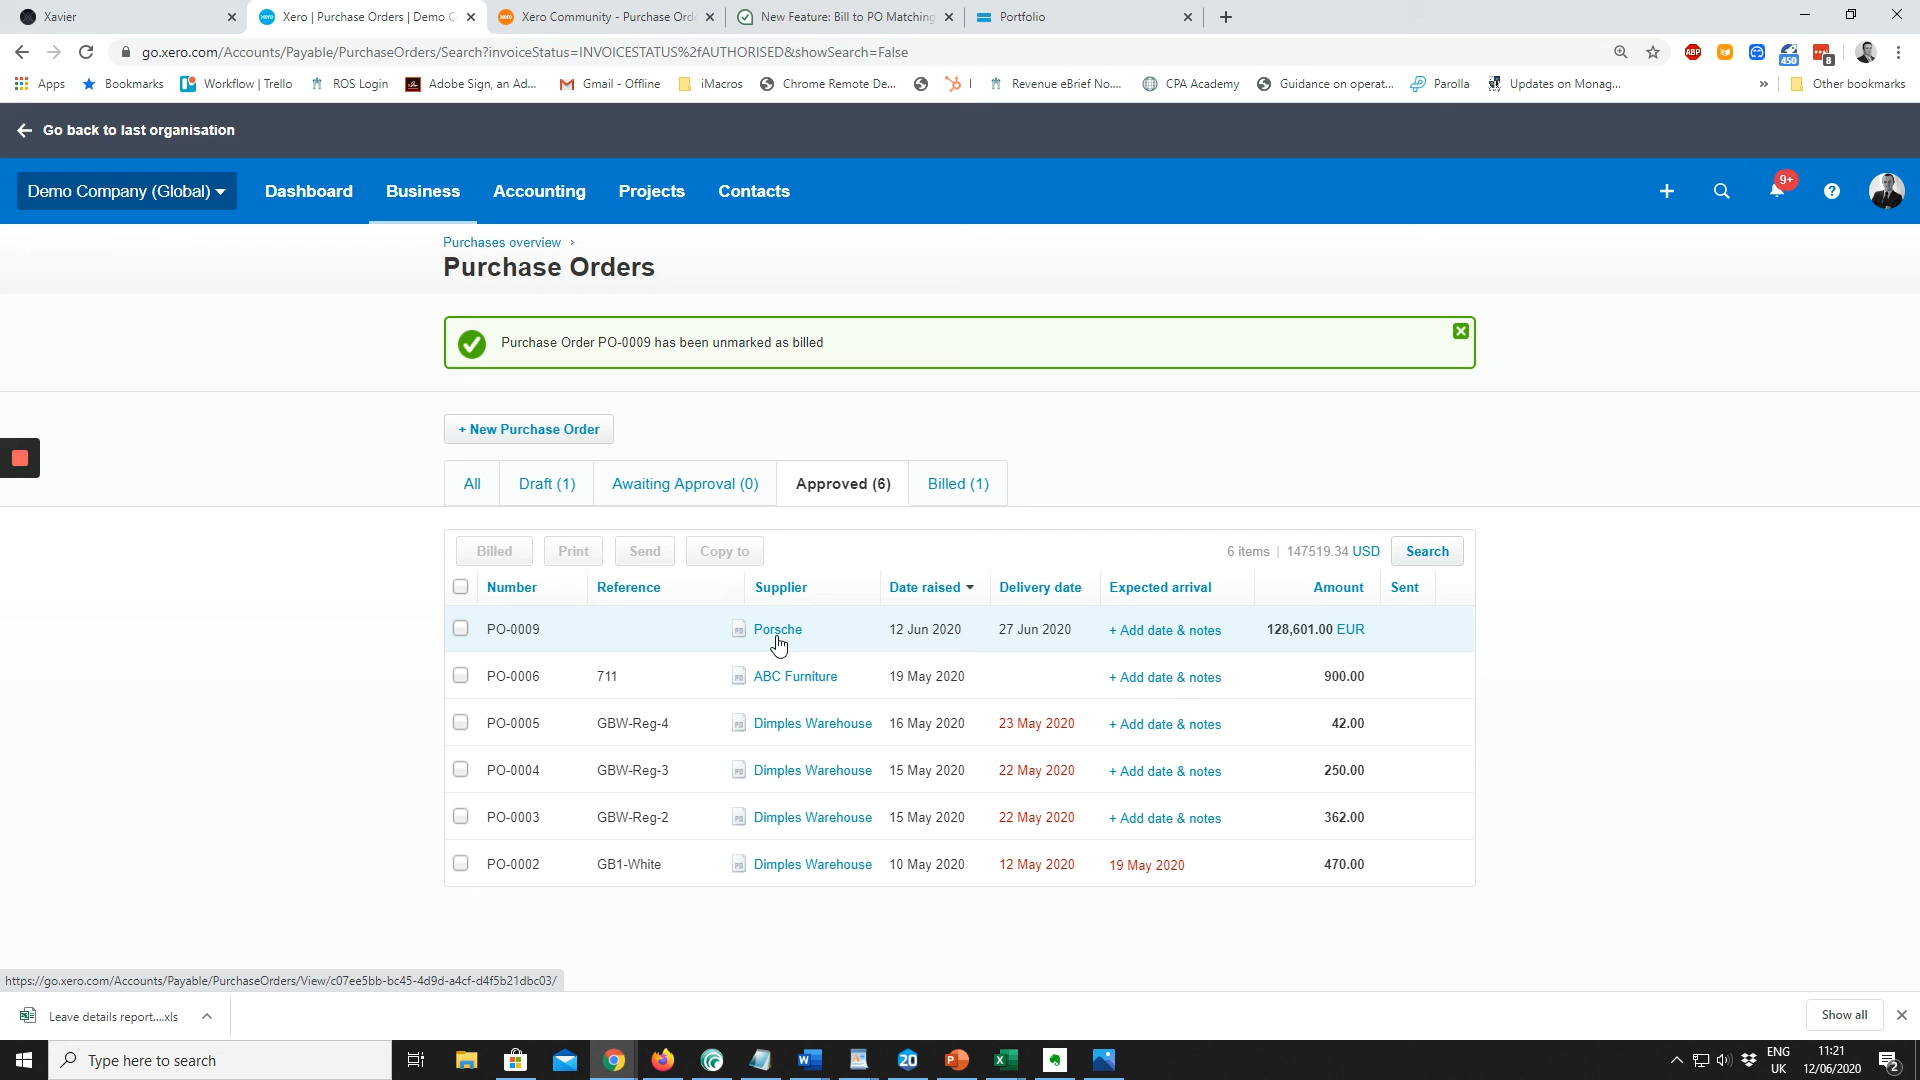 Xavier
Xero | Purchase Orders | Demo C
Xero Community - Purchase Ord
New Feature: Bill to PO Matching
Portfolio
go.xero.com/Accounts/Payable/PurchaseOrders/Search?invoiceStatus=INVOICESTATUS%2fAUTHORISED&showSearch=False
ABP
450
8
Apps
Bookmarks
Workflow | Trello
ROS Login
Adobe Sign, an Ad...
Gmail - Offline
iMacros
Chrome Remote De...
I
Revenue eBrief No....
CPA Academy
Guidance on operat...
Parolla
Updates on Monag...
»
Other bookmarks
Go back to last organisation
Demo Company (Global)
Dashboard
Business
Accounting
Projects
Contacts
9+
Purchases overview ›
Purchase Orders
Purchase Order PO-0009 has been unmarked as billed
+ New Purchase Order
All
Draft (1)
Awaiting Approval (0)
Approved (6)
Billed (1)
Billed
Print
Send
Copy to
6 items | 147519.34 USD
Search
Number Reference Supplier Date raised Delivery date Expected arrival Amount Sent
PO-0009 Porsche 12 Jun 2020 27 Jun 2020 + Add date & notes 128,601.00 EUR
PO-0006 711 ABC Furniture 19 May 2020 + Add date & notes 900.00
PO-0005 GBW-Reg-4 Dimples Warehouse 16 May 2020 23 May 2020 + Add date & notes 42.00
PO-0004 GBW-Reg-3 Dimples Warehouse 15 May 2020 22 May 2020 + Add date & notes 250.00
PO-0003 GBW-Reg-2 Dimples Warehouse 15 May 2020 22 May 2020 + Add date & notes 362.00
PO-0002 GB1-White Dimples Warehouse 10 May 2020 12 May 2020 19 May 2020 470.00
https://go.xero.com/Accounts/Payable/PurchaseOrders/View/c07ee5bb-bc45-4d9d-a4cf-d4f5b21dbc03/
Leave details report....xls
Show all
Type here to search
20
ENG
UK
11:21
12/06/2020
2